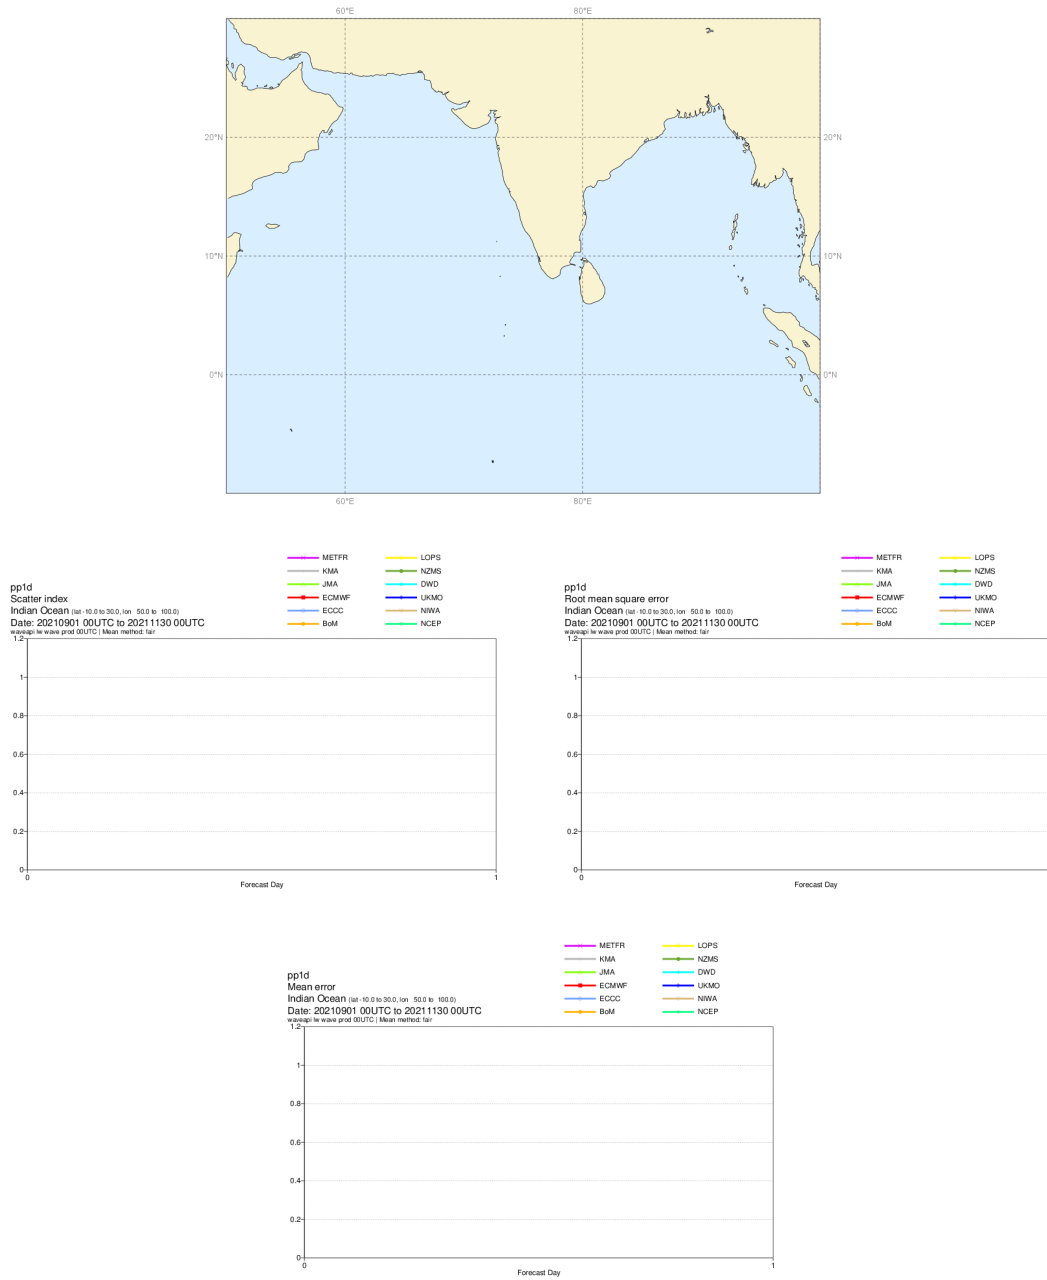 60°E 80°E
20°N 20°N
10°N 10°N
0°N 0°N
60°E 80°E
METFR LOPS
KMA NZMS
JMA DWD
ECMWF UKMO
ECCC NIWA
BoM NCEP
pp1d
Scatter index
Indian Ocean (lat -10.0 to 30.0, lon 50.0 to 100.0)
Date: 20210901 00UTC to 20211130 00UTC
waveapi lw wave prod 00UTC | Mean method: fair
1.2
1
0.8
0.6
0.4
0.2
0
0 1
Forecast Day
METFR LOPS
KMA NZMS
JMA DWD
ECMWF UKMO
ECCC NIWA
BoM NCEP
pp1d
Root mean square error
Indian Ocean (lat -10.0 to 30.0, lon 50.0 to 100.0)
Date: 20210901 00UTC to 20211130 00UTC
waveapi lw wave prod 00UTC | Mean method: fair
1.2
1
0.8
0.6
0.4
0.2
0
0
Forecast Day
METFR LOPS
KMA NZMS
JMA DWD
ECMWF UKMO
ECCC NIWA
BoM NCEP
pp1d
Mean error
Indian Ocean (lat -10.0 to 30.0, lon 50.0 to 100.0)
Date: 20210901 00UTC to 20211130 00UTC
waveapi lw wave prod 00UTC | Mean method: fair
1.2
1
0.8
0.6
0.4
0.2
0
0 1
Forecast Day